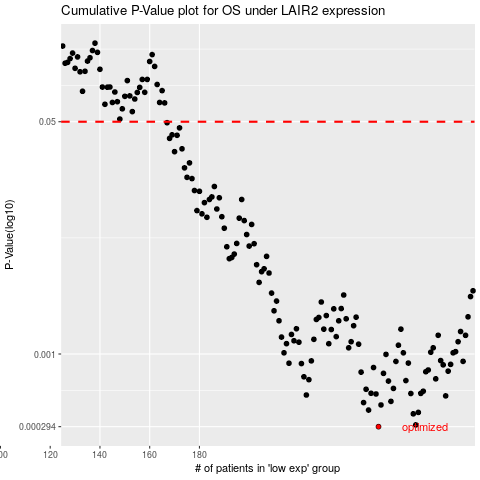 Cumulative P-Value plot for OS under LAIR2 expression
P-Value(log10)
0.05
0.001
0.000294
optimized
00 120 140 160 180
# of patients in 'low exp' group